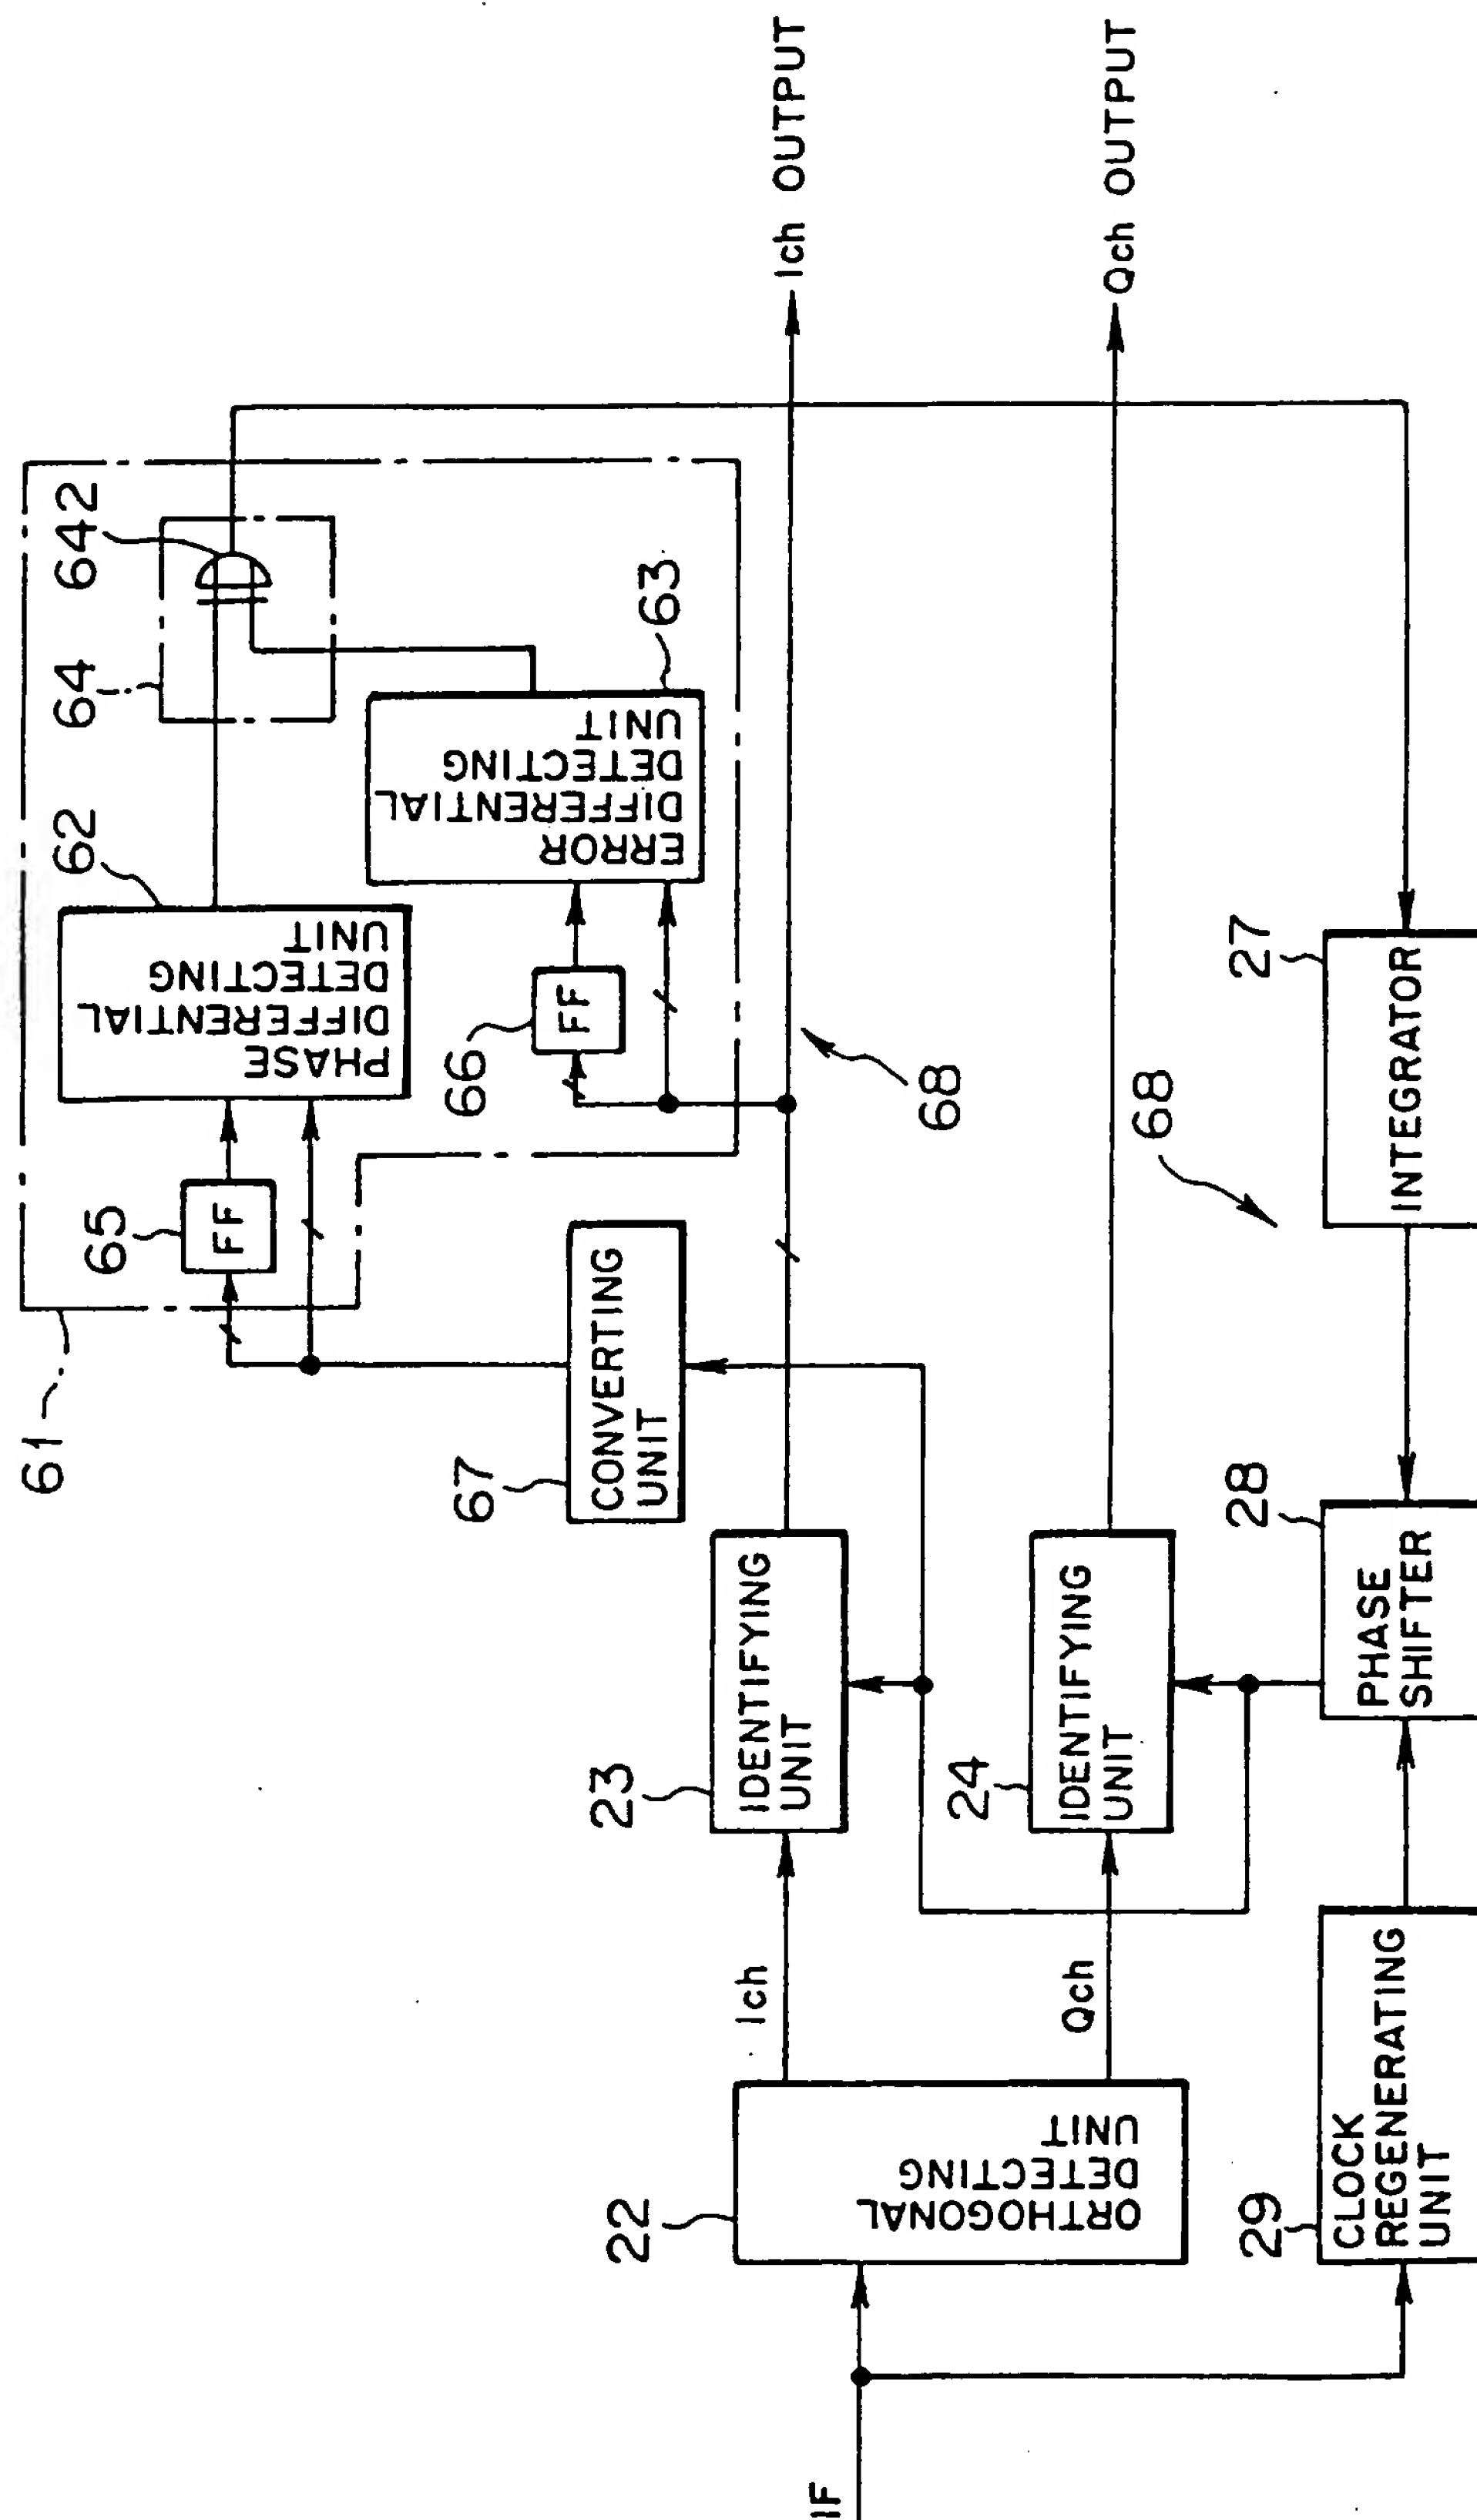 61
62
64
642
65
PHASE
DIFFERENTIAL
DETECTING
UNIT
FF
66
FF
ERROR
DIFFERENTIAL
DETECTING
UNIT
63
67
CONVERTING
UNIT
22
ORTHOGONAL
DETECTING
UNIT
IF
Ich
23
IDENTIFYING
UNIT
68
Ich OUTPUT
Qch
24
IDENTIFYING
UNIT
68
Qch OUTPUT
29
CLOCK
REGENERATING
UNIT
28
PHASE
SHIFTER
27
INTEGRATOR